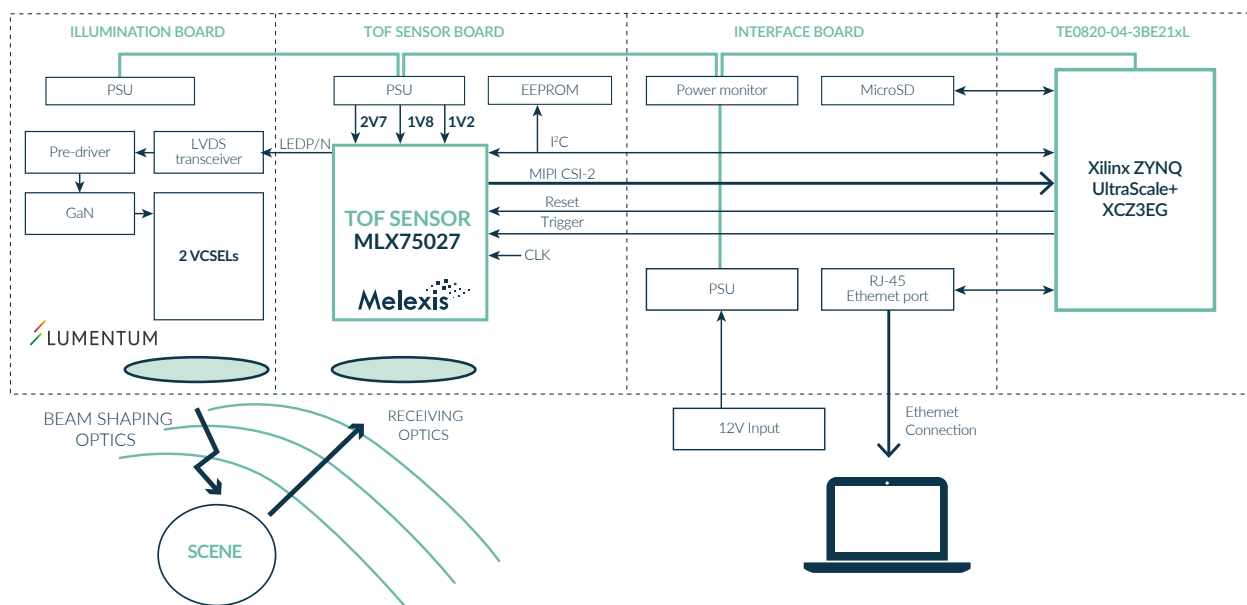 ILLUMINATION BOARD
TOF SENSOR BOARD
INTERFACE BOARD
TE0820-04-3BE21xL
PSU
PSU
EEPROM
Power monitor
MicroSD
2V7
1V8
1V2
Pre-driver
LVDS
transceiver
LEDP/N
I²C
GaN
2 VCSELs
TOF SENSOR
MLX75027
Melexis
MIPI CSI-2
Reset
Trigger
CLK
Xilinx ZYNQ
UltraScale+
XCZ3EG
PSU
RJ-45
Ethernet port
LUMENTUM
BEAM SHAPING
OPTICS
RECEIVING
OPTICS
12V Input
Ethernet
Connection
SCENE